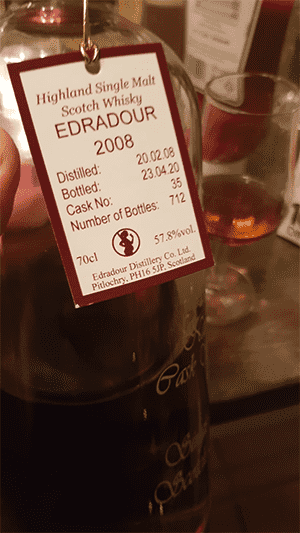 Highland Single Malt
Scotch Whisky
EDRADOUR
2008
Distilled: 20.02.08
Bottled: 23.04.20
Cask No: 35
Number of Bottles: 712
70cl 57.8%vol.
Edradour Distillery Co. Ltd.
Pitlochry, PH16 5JP, Scotland
Cask